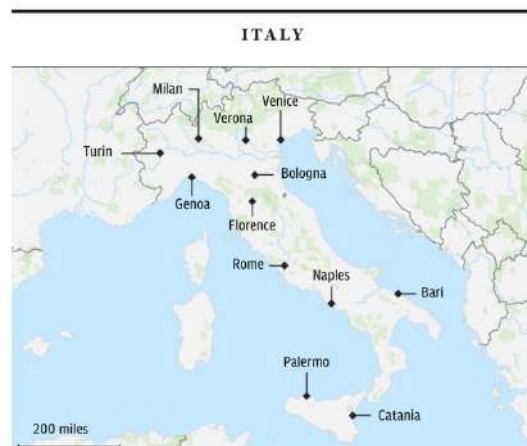 ITALY
Milan
Venice
Verona
Turin
Bologna
Genoa
Florence
Rome
Naples
Bari
Palermo
Catania
200 miles